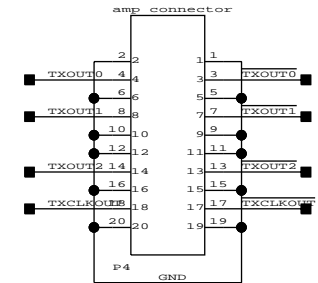 amp connector
2 2 1 1
TXOUT0 4 4 3 3 TXOUT0
6 6 5 5
TXOUT1 8 8 7 7 TXOUT1
10 10 9 9
12 12 11 11
TXOUT2 14 14 13 13 TXOUT2
16 16 15 15
TXCLKOUT 18 18 17 17 TXCLKOUT
20 20 19 19
P4
GND